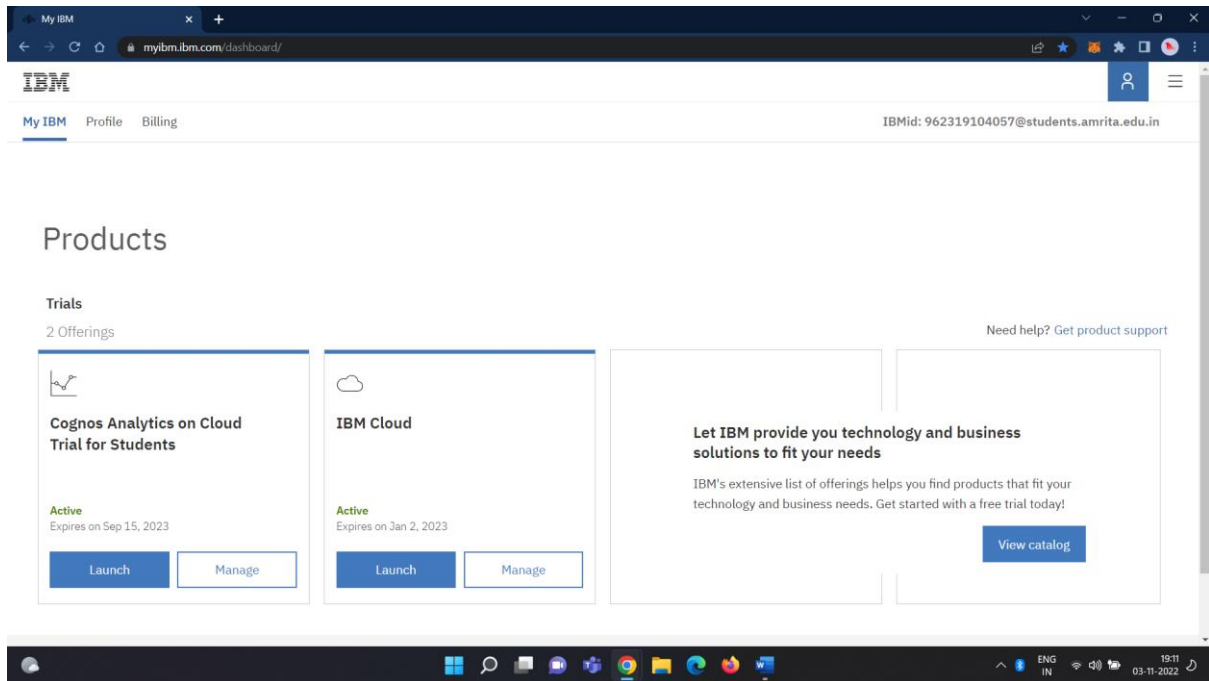 My IBM
myibm.ibm.com/dashboard/
IBM
My IBM Profile Billing
IBMid: 962319104057@students.amrita.edu.in
Products
Trials
2 Offerings
Need help? Get product support
Cognos Analytics on Cloud
Trial for Students
Active
Expires on Sep 15, 2023
Launch Manage
IBM Cloud
Active
Expires on Jan 2, 2023
Launch Manage
Let IBM provide you technology and business
solutions to fit your needs
IBM's extensive list of offerings helps you find products that fit your
technology and business needs. Get started with a free trial today!
View catalog
ENG
IN
19:11
03-11-2022